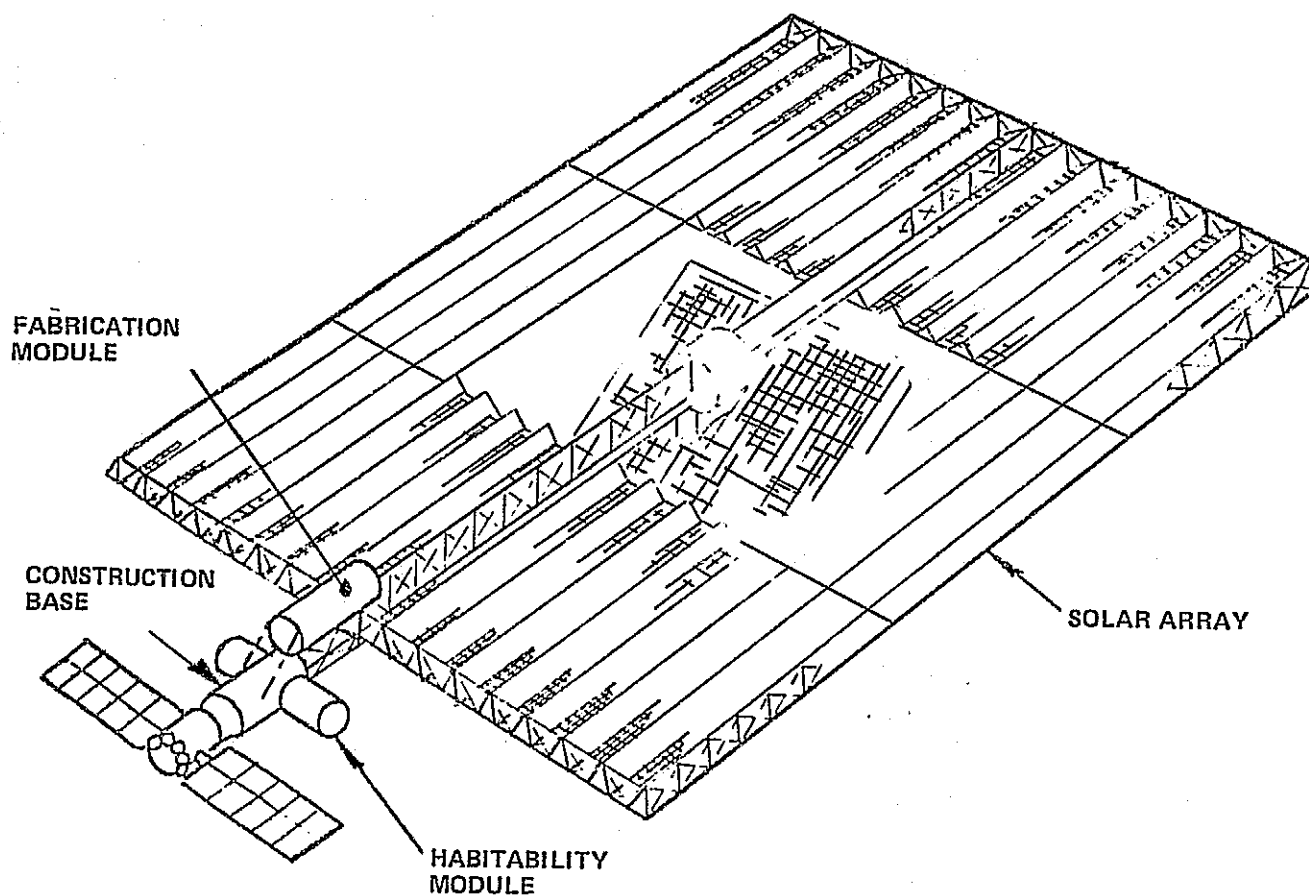 FABRICATION
MODULE
CONSTRUCTION
BASE
SOLAR ARRAY
HABITABILITY
MODULE